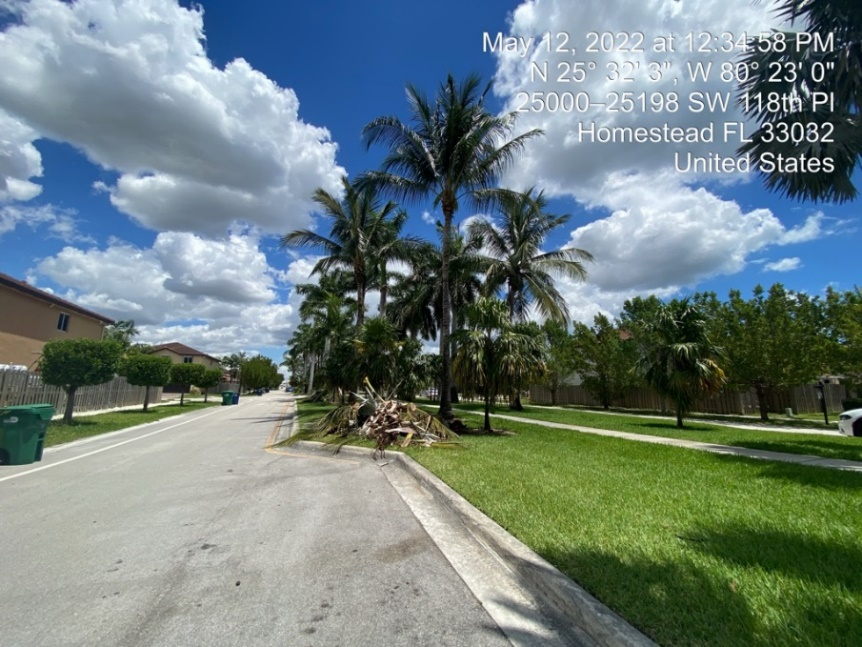 May 12, 2022 at 12:34:58 PM
N 25° 32' 3", W 80° 23' 0"
25000–25198 SW 118th Pl
Homestead FL 33032
United States